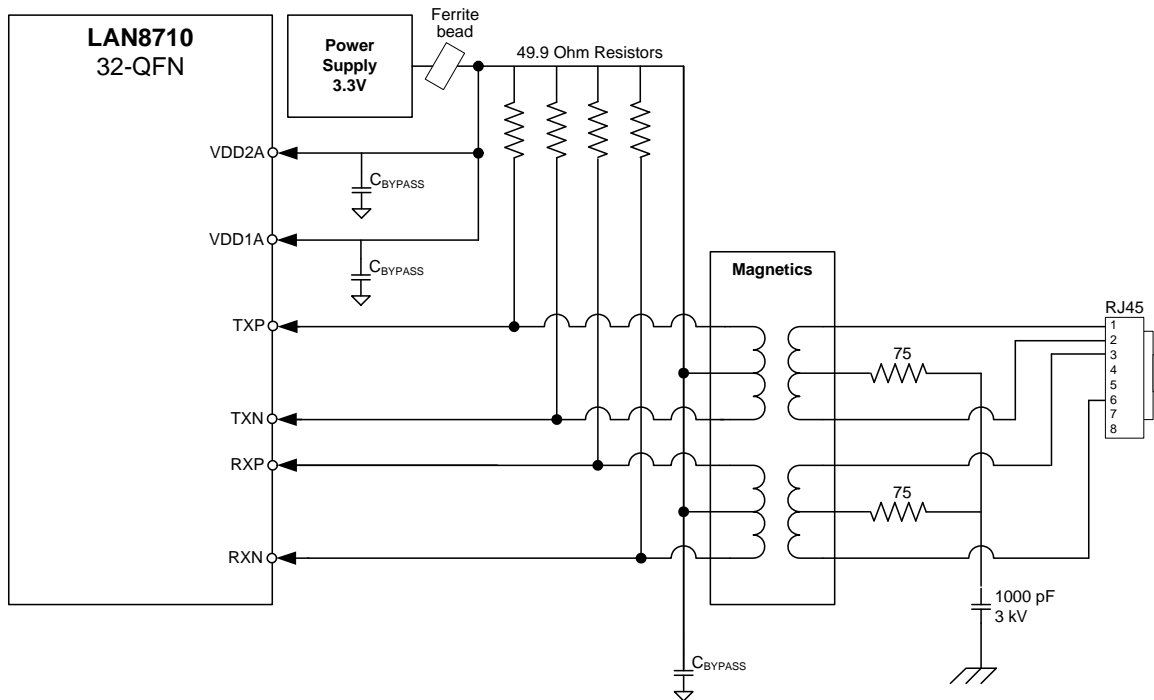 LAN8710
32-QFN
Power
Supply
3.3V
Ferrite
bead
49.9 Ohm Resistors
VDD2A
CBYPASS
VDD1A
CBYPASS
Magnetics
RJ45
TXP
1
2
3
4
5
6
7
8
75
TXN
RXP
75
RXN
1000 pF
3 kV
CBYPASS